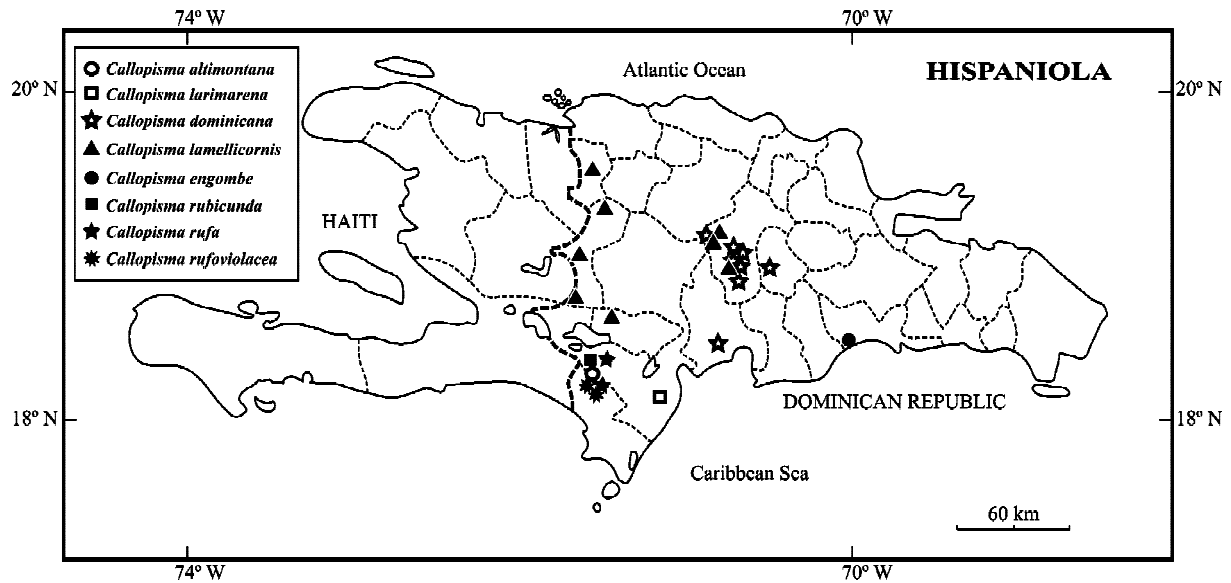 74º W
70º W
Callopisma altimontana
Callopisma larimarena
Callopisma dominicana
Callopisma lamellicornis
Callopisma engombe
Callopisma rubicunda
Callopisma rufa
Callopisma rufoviolacea
Atlantic Ocean
HISPANIOLA
20º N
20º N
HAITI
DOMINICAN REPUBLIC
18º N
18º N
Caribbean Sea
60 km
74º W
70º W